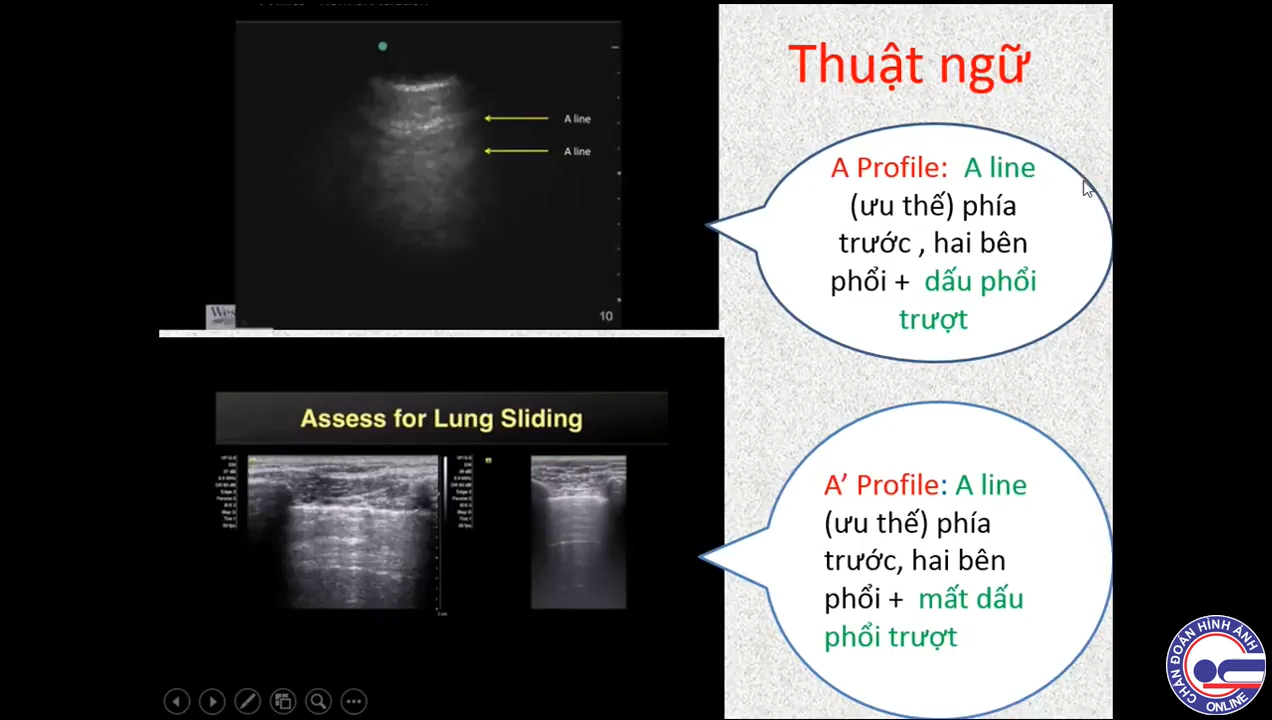 Thuật ngữ
A line
A line
A Profile: A line
(ưu thế) phía
trước , hai bên
phổi + dấu phổi
trượt
Wes
10
Assess for Lung Sliding
A’ Profile: A line
(ưu thế) phía
trước, hai bên
phổi + mất dấu
phổi trượt
CHẨN ĐOÁN HÌNH ẢNH
ONLINE